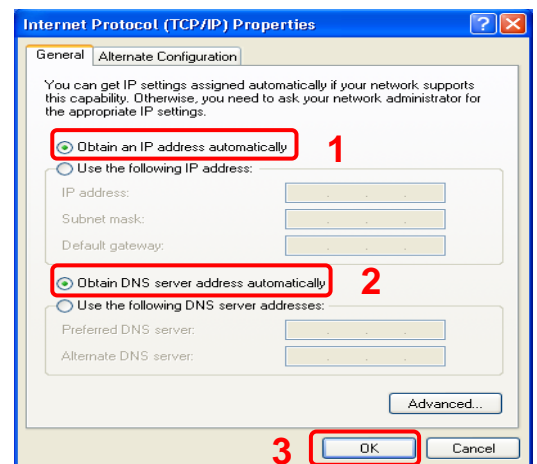 Internet Protocol (TCP/IP) Properties
General Alternate Configuration
You can get IP settings assigned automatically if your network supports
this capability. Otherwise, you need to ask your network administrator for
the appropriate IP settings.
Obtain an IP address automatically 1
Use the following IP address:
IP address:
Subnet mask:
Default gateway:
Obtain DNS server address automatically 2
Use the following DNS server addresses:
Preferred DNS server:
Alternate DNS server:
Advanced...
3 OK Cancel